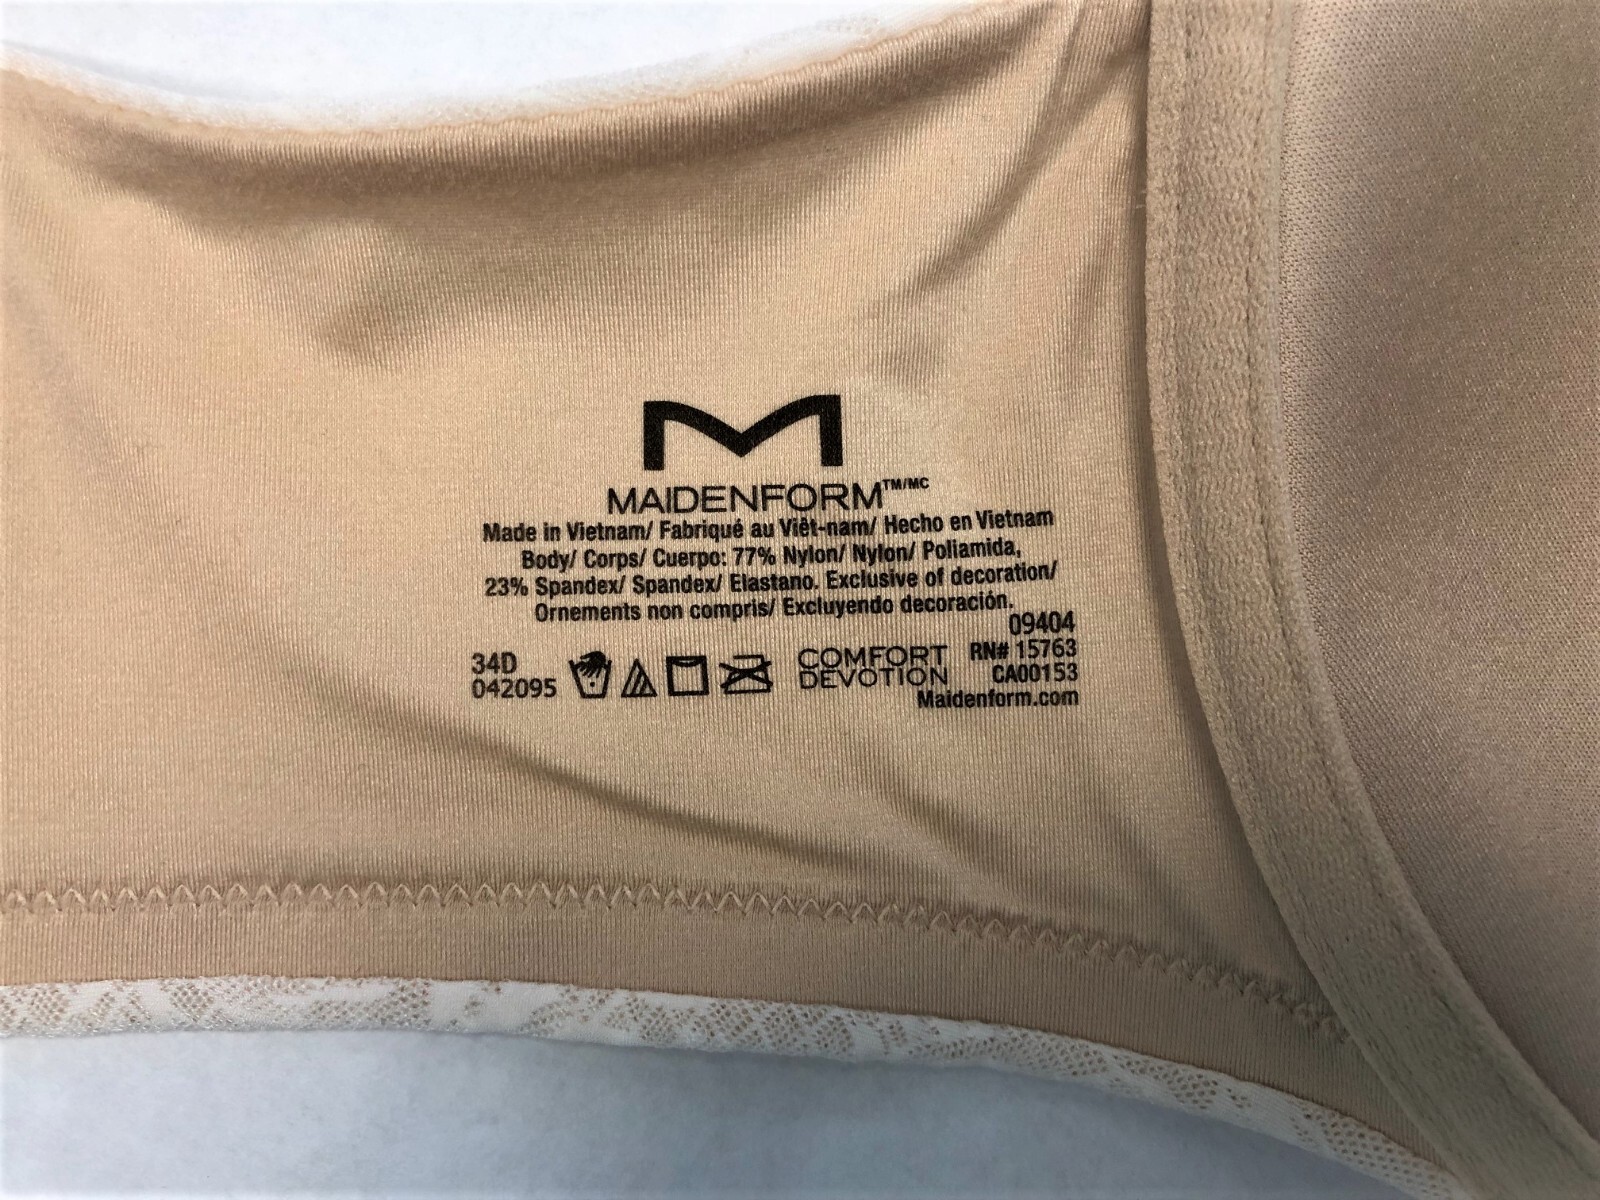 M
MAIDENFORM™/MC
Made in Vietnam/ Fabriqué au Viêt-nam/ Hecho en Vietnam
Body/ Corps/ Cuerpo: 77% Nylon/ Nylon/ Poliamida,
23% Spandex/ Spandex/ Elastano. Exclusive of decoration/
Ornements non compris/ Excluyendo decoración.
09404
34D
042095
COMFORT
DEVOTION
RN# 15763
CA00153
Maidenform.com